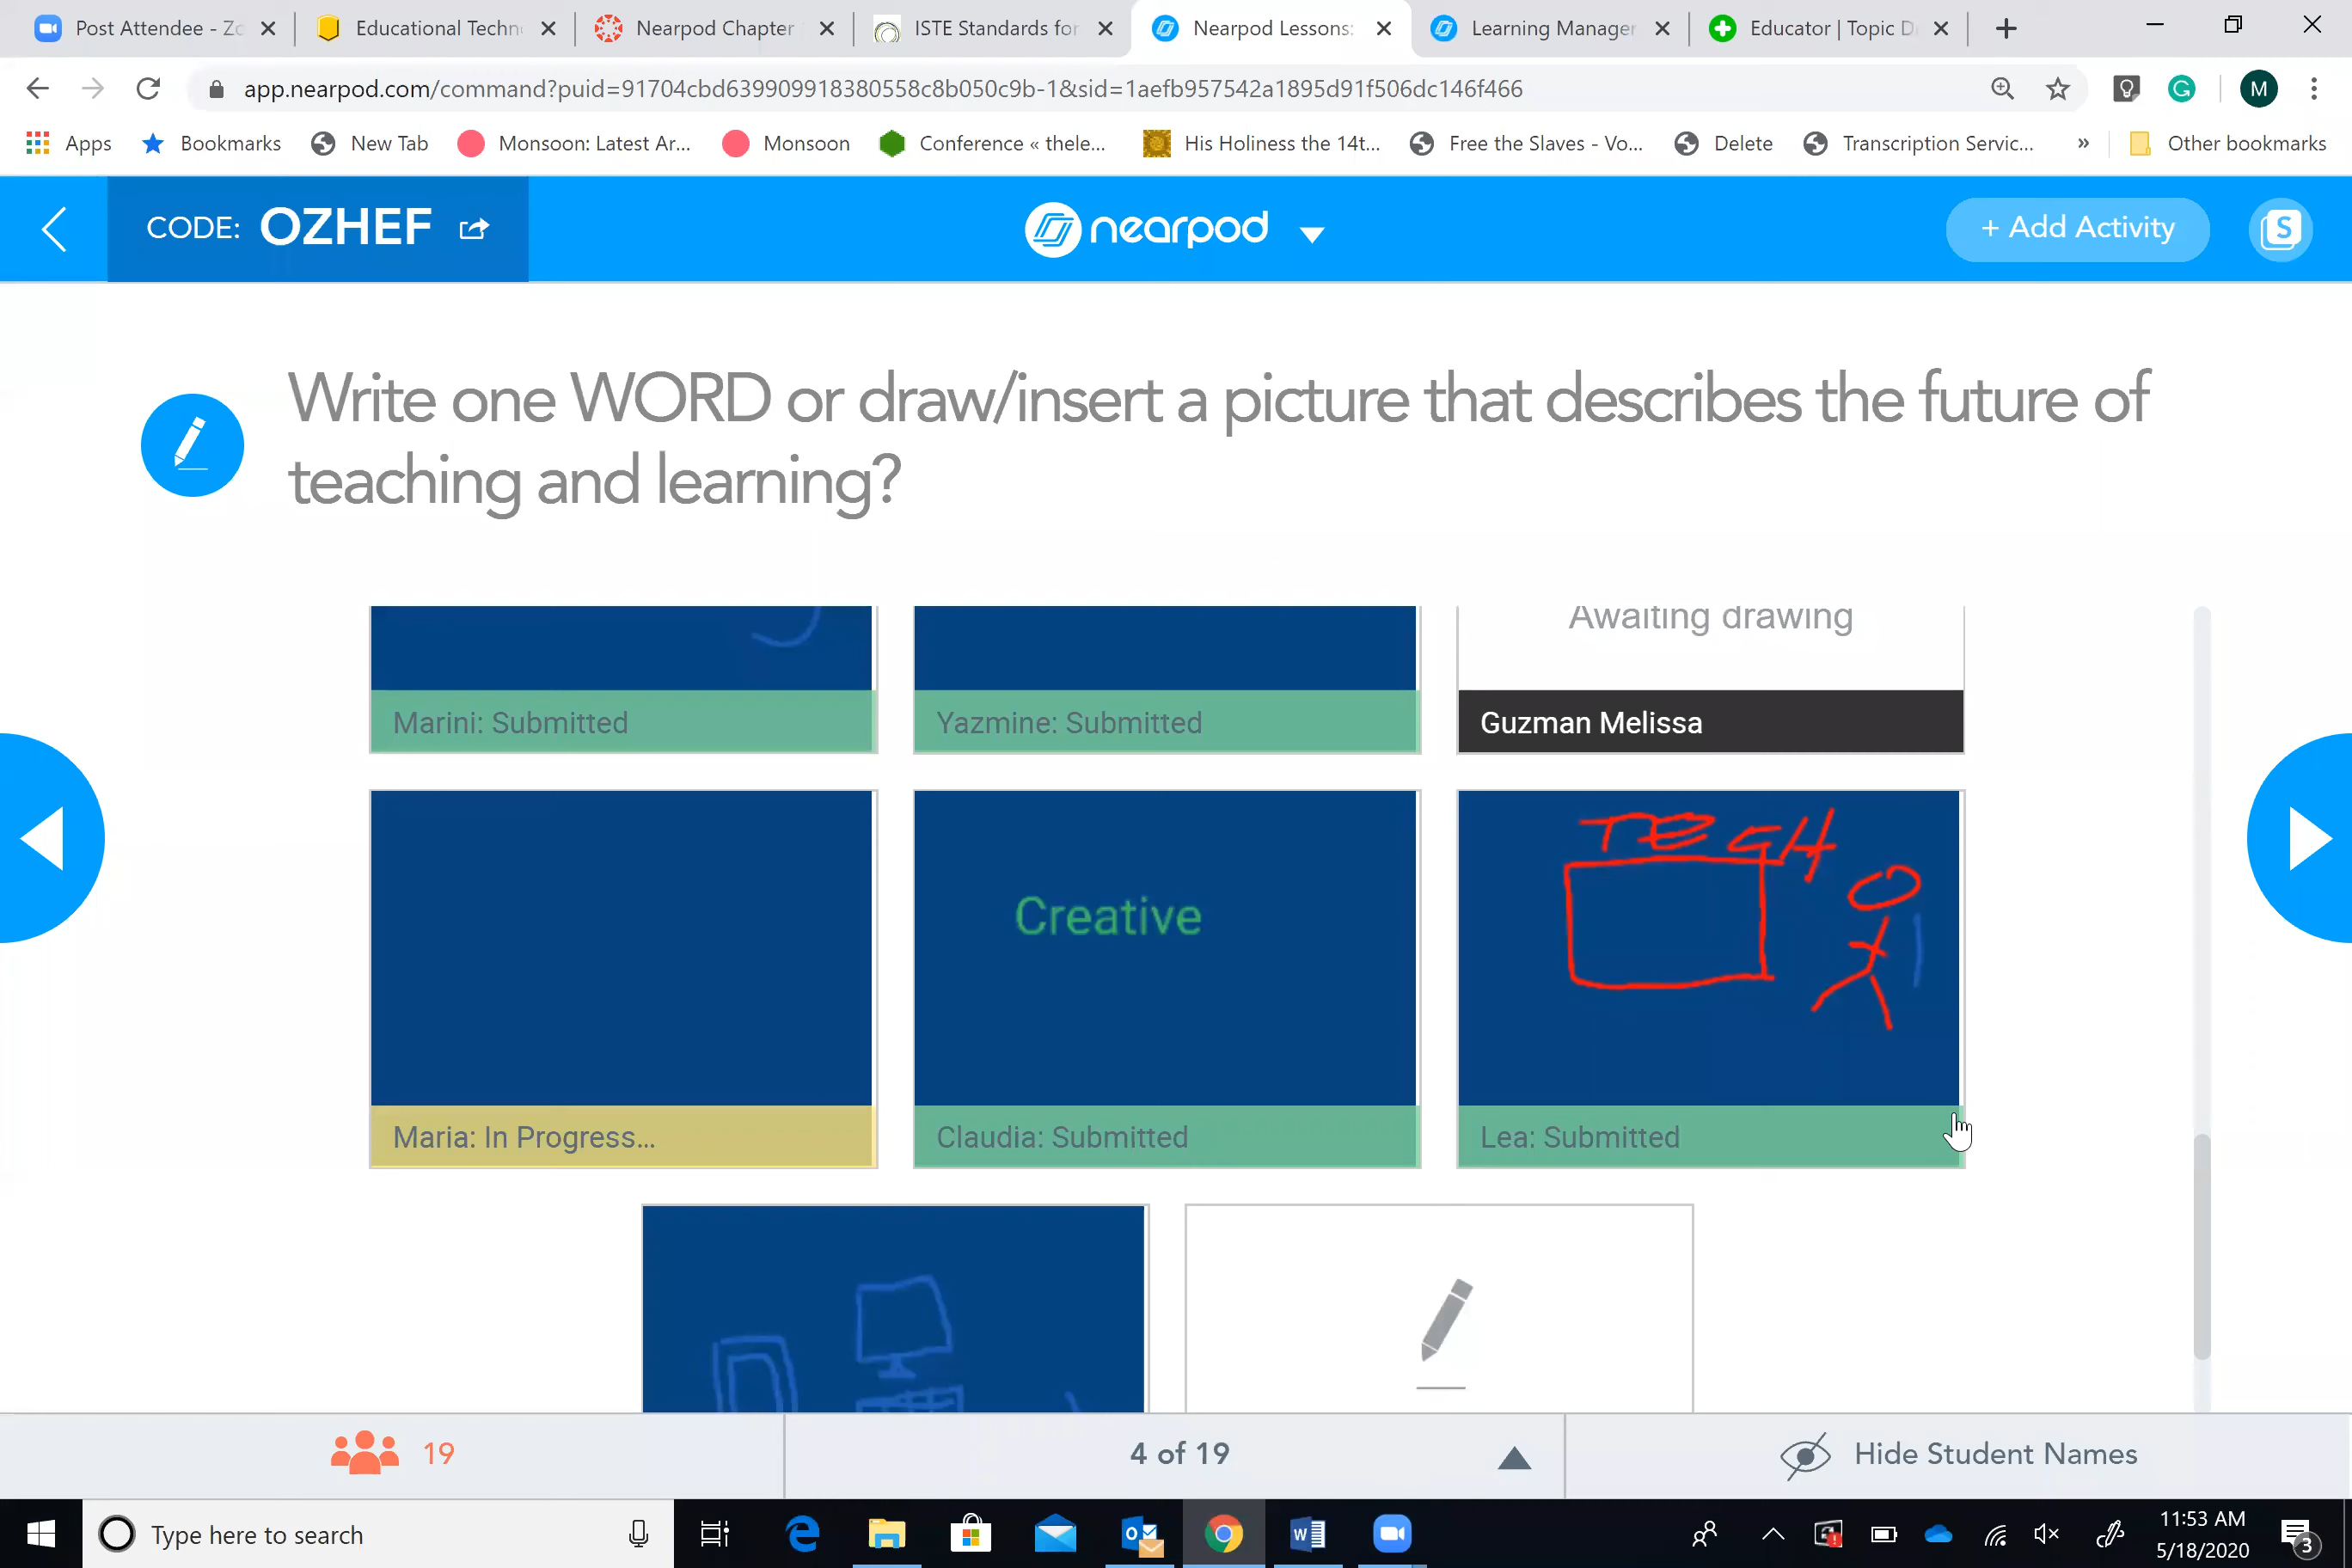 Post Attendee - Zo
Educational Techn
Nearpod Chapter
ISTE Standards for
Nearpod Lessons:
Learning Manager
Educator | Topic D
app.nearpod.com/command?puid=91704cbd639909918380558c8b050c9b-1&sid=1aefb957542a1895d91f506dc146f466
M
Apps
Bookmarks
New Tab
Monsoon: Latest Ar...
Monsoon
Conference « thele...
His Holiness the 14t...
Free the Slaves - Vo...
Delete
Transcription Servic...
»
Other bookmarks
CODE: OZHEF
nearpod
+ Add Activity
S
Write one WORD or draw/insert a picture that describes the future of
teaching and learning?
Awaiting drawing
Marini: Submitted
Yazmine: Submitted
Guzman Melissa
Creative
TECH
Maria: In Progress...
Claudia: Submitted
Lea: Submitted
19
4 of 19
Hide Student Names
Type here to search
11:53 AM
5/18/2020
3